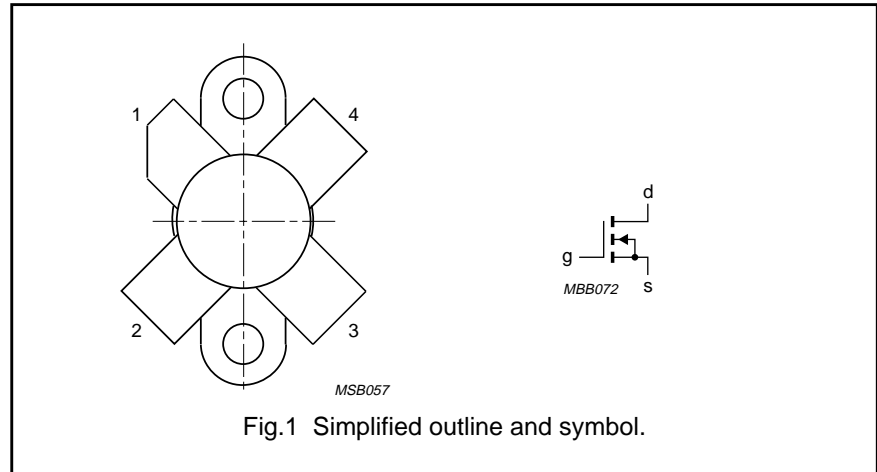 1
4
2
3
MSB057
d
g
s
MBB072
Fig.1 Simplified outline and symbol.